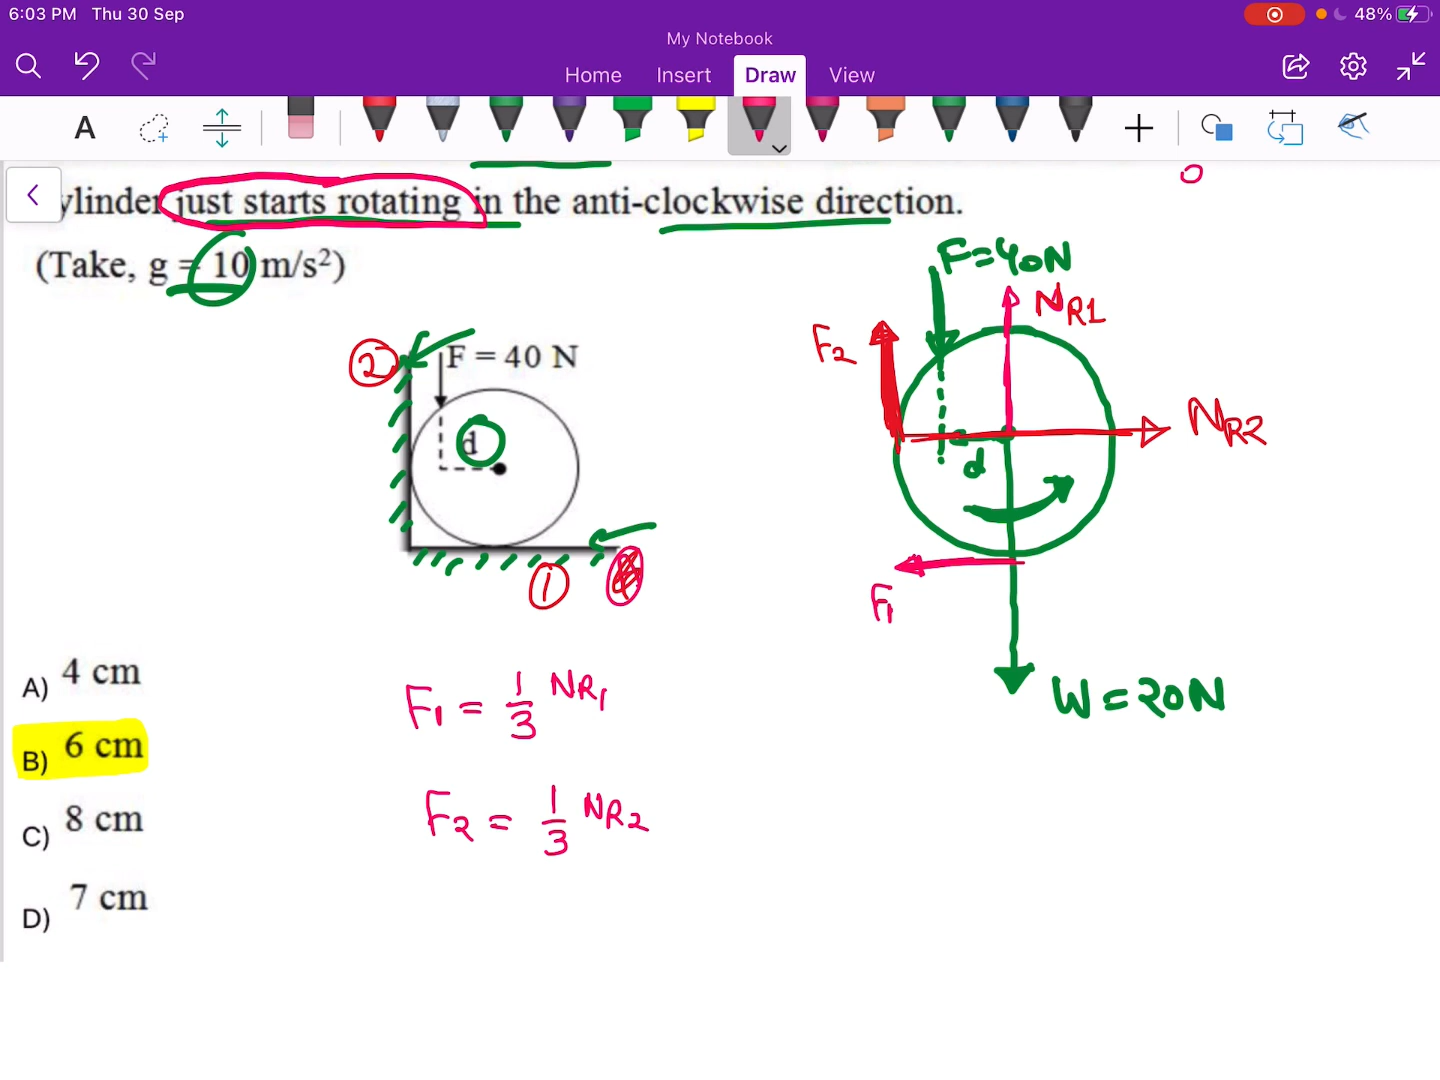 6:03 PM Thu 30 Sep
48%
My Notebook
Home Insert Draw View
A
ylinder just starts rotating in the anti-clockwise direction.
(Take, g = 10 m/s²)
F=40N
NR1
F2
2
F = 40 N
d
NR2
d
1
F1
A) 4 cm
F1 = 1/3 NR1
W=20N
B) 6 cm
C) 8 cm
F2 = 1/3 NR2
D) 7 cm